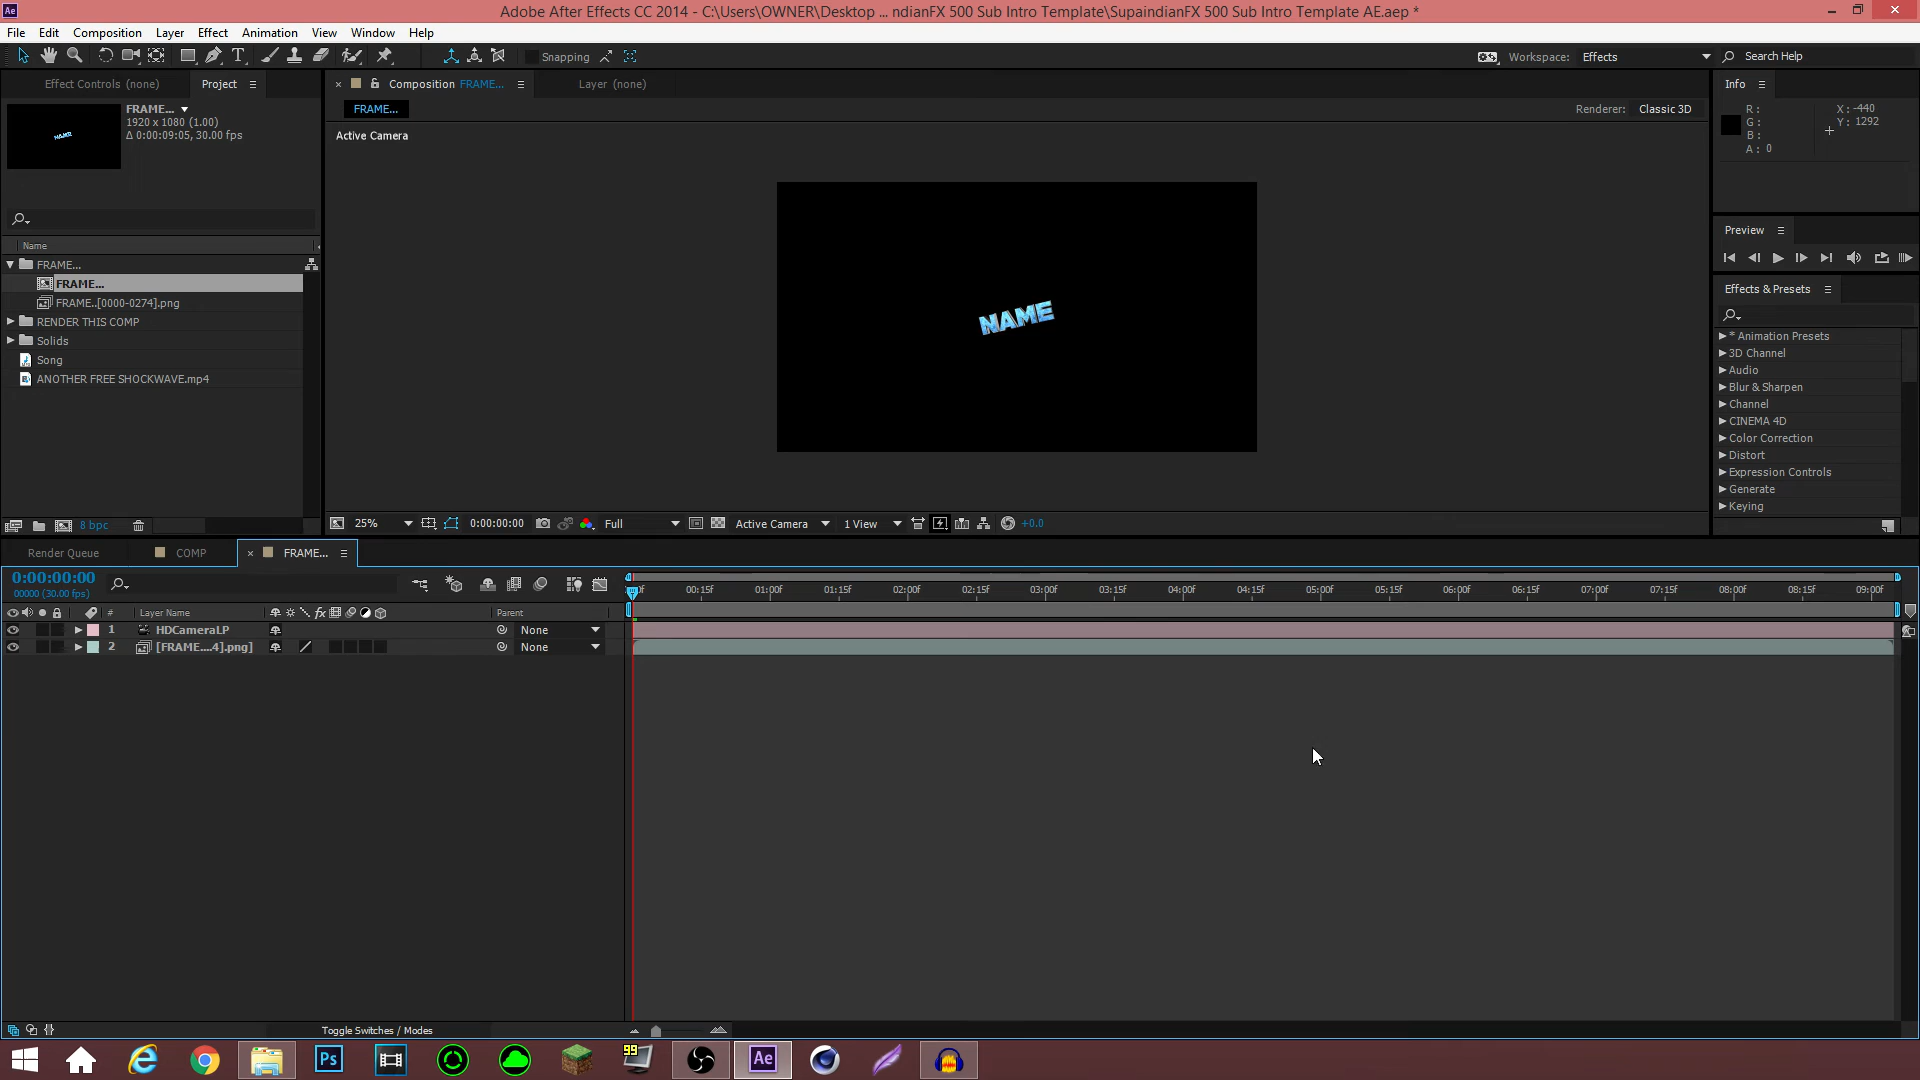 Ae
Adobe After Effects CC 2014 - C:\Users\OWNER\Desktop ... ndianFX 500 Sub Intro Template\SupaindianFX 500 Sub Intro Template AE.aep *
File Edit Composition Layer Effect Animation View Window Help
T Snapping Workspace: Effects Search Help
Effect Controls (none) Project Composition FRAME... Layer (none) Info
FRAME...
1920 x 1080 (1.00)
Δ 0:00:09:05, 30.00 fps
FRAME... Renderer: Classic 3D
Active Camera
R: X: -440
G: Y: 1292
B:
A: 0
NAME
Preview
Name
FRAME...
FRAME...
FRAME..[0000-0274].png
RENDER THIS COMP
Solids
Song
ANOTHER FREE SHOCKWAVE.mp4
NAME
Effects & Presets
* Animation Presets
3D Channel
Audio
Blur & Sharpen
Channel
CINEMA 4D
Color Correction
Distort
Expression Controls
Generate
Keying
8 bpc
25% 0:00:00:00 Full Active Camera 1 View +0.0
Render Queue COMP FRAME...
0:00:00:00
00000 (30.00 fps)
00:15f 01:00f 01:15f 02:00f 02:15f 03:00f 03:15f 04:00f 04:15f 05:00f 05:15f 06:00f 06:15f 07:00f 07:15f 08:00f 08:15f 09:00f
# Layer Name fx Parent
1 HDCameraLP None
2 [FRAME....4].png] None
Toggle Switches / Modes
Ps 99 Ae